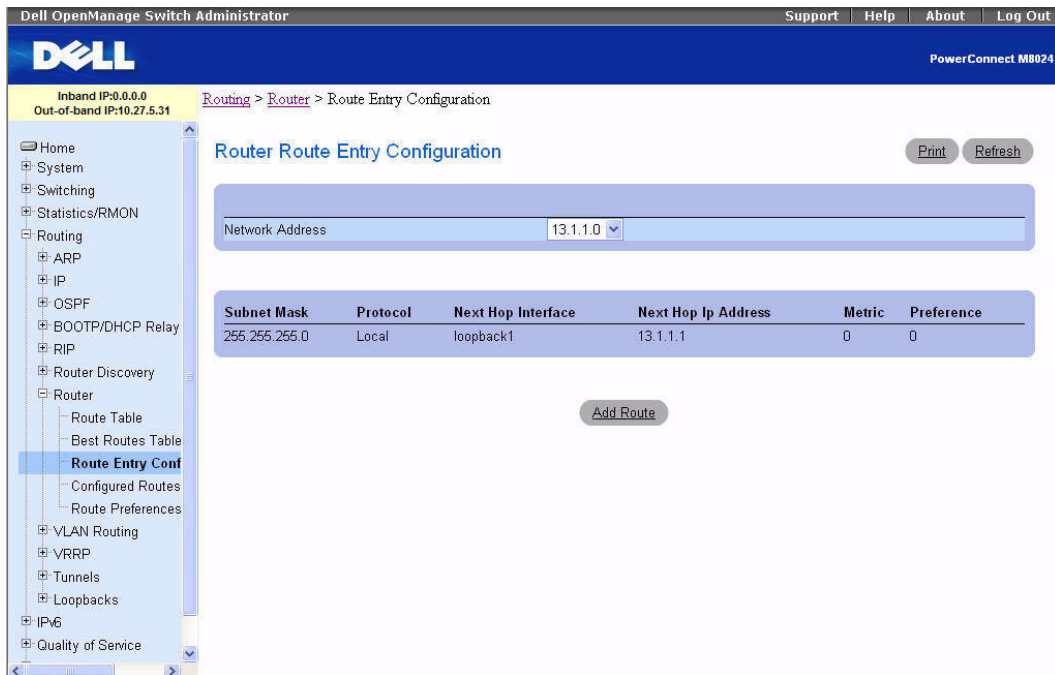 Dell OpenManage Switch Administrator Support Help About Log Out
DELL
PowerConnect M8024
Inband IP:0.0.0.0
Out-of-band IP:10.27.5.31
Routing > Router > Route Entry Configuration
Home
System
Switching
Statistics/RMON
Routing
ARP
IP
OSPF
BOOTP/DHCP Relay
RIP
Router Discovery
Router
Route Table
Best Routes Table
Route Entry Conf
Configured Routes
Route Preferences
VLAN Routing
VRRP
Tunnels
Loopbacks
IPv6
Quality of Service
Router Route Entry Configuration
Print Refresh
Network Address 13.1.1.0
Subnet Mask Protocol Next Hop Interface Next Hop Ip Address Metric Preference
255.255.255.0 Local loopback1 13.1.1.1 0 0
Add Route